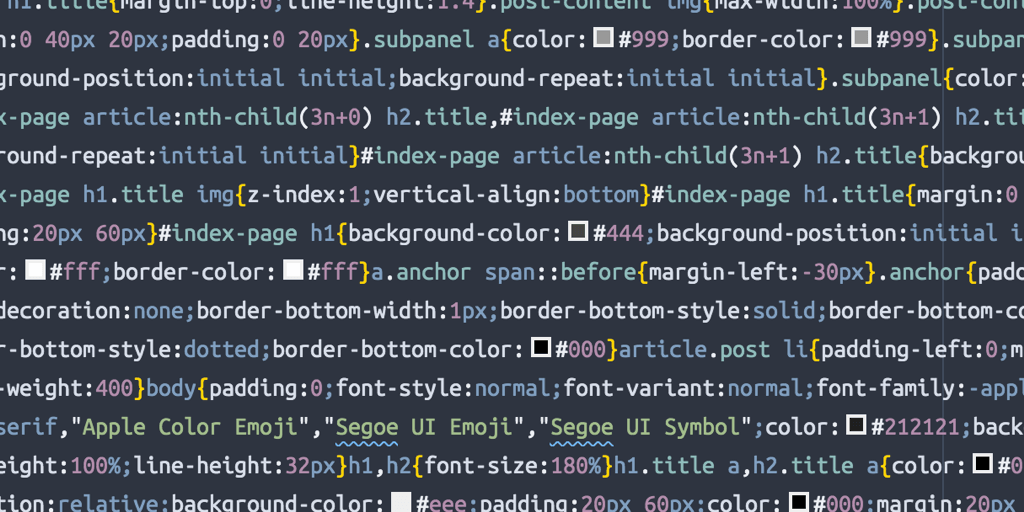 h1.title{margin-top:0;line-height:1.4}.post-content img{max-width:100%}.post-cont
n:0 40px 20px;padding:0 20px}.subpanel a{color:#999;border-color:#999}.subpan
ground-position:initial initial;background-repeat:initial initial}.subpanel{color:
x-page article:nth-child(3n+0) h2.title,#index-page article:nth-child(3n+1) h2.tit
round-repeat:initial initial}#index-page article:nth-child(3n+1) h2.title{backgrou
x-page h1.title img{z-index:1;vertical-align:bottom}#index-page h1.title{margin:0
ng:20px 60px}#index-page h1{background-color:#444;background-position:initial i
r:#fff;border-color:#fff}a.anchor span::before{margin-left:-30px}.anchor{padd
decoration:none;border-bottom-width:1px;border-bottom-style:solid;border-bottom-co
r-bottom-style:dotted;border-bottom-color:#000}article.post li{padding-left:0;m
-weight:400}body{padding:0;font-style:normal;font-variant:normal;font-family:-appl
serif,"Apple Color Emoji","Segoe UI Emoji","Segoe UI Symbol";color:#212121;back
eight:100%;line-height:32px}h1,h2{font-size:180%}h1.title a,h2.title a{color:#0
tion:relative;background-color:#eee;padding:20px 60px;color:#000;margin:20px